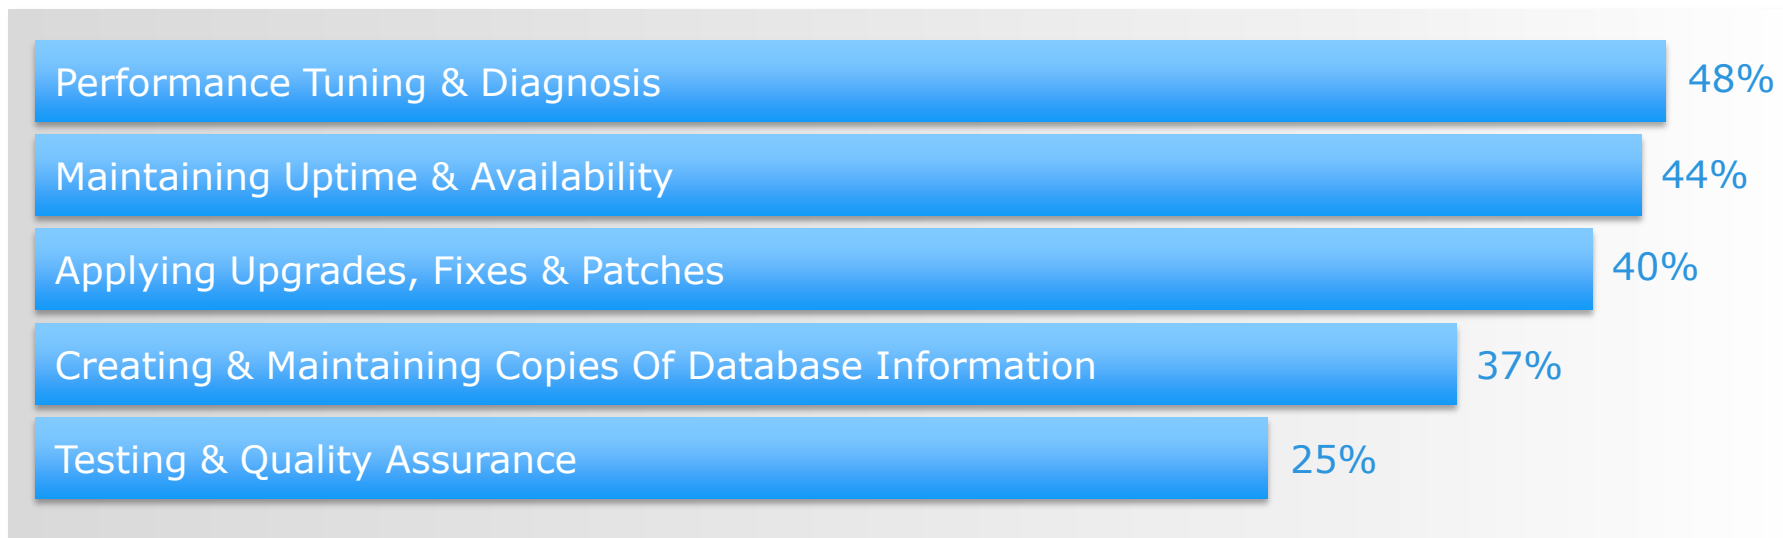 Performance Tuning & Diagnosis 48%
Maintaining Uptime & Availability 44%
Applying Upgrades, Fixes & Patches 40%
Creating & Maintaining Copies Of Database Information 37%
Testing & Quality Assurance 25%